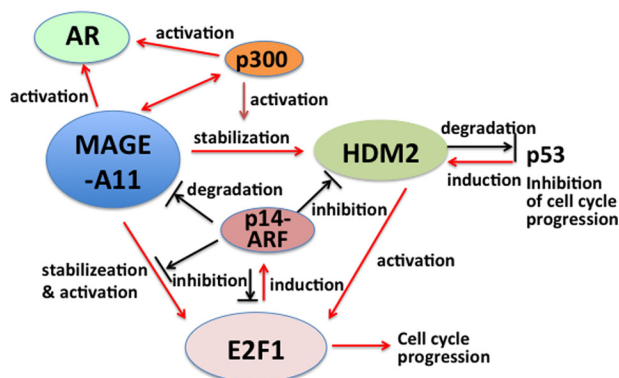 AR
activation
p300
activation
activation
MAGE
-A11
stabilization
HDM2
degradation
p53
induction
Inhibition
of cell cycle
progression
degradation
p14-
ARF
inhibition
stabilizeation
& activation
inhibition
induction
activation
E2F1
Cell cycle
progression